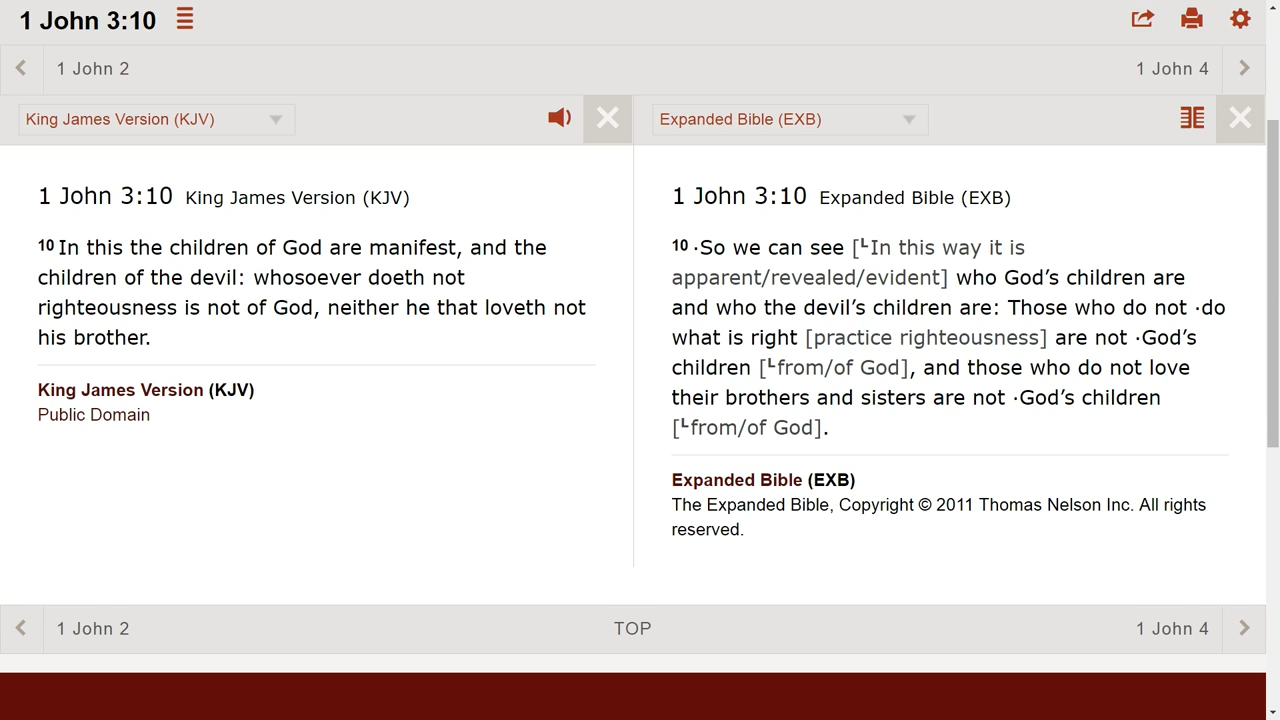 1 John 3:10
1 John 2
1 John 4
King James Version (KJV)
Expanded Bible (EXB)
1 John 3:10 King James Version (KJV)
10 In this the children of God are manifest, and the
children of the devil: whosoever doeth not
righteousness is not of God, neither he that loveth not
his brother.
King James Version (KJV)
Public Domain
1 John 3:10 Expanded Bible (EXB)
10 ·So we can see [└In this way it is
apparent/revealed/evident] who God’s children are
and who the devil’s children are: Those who do not ·do
what is right [practice righteousness] are not ·God’s
children [└from/of God], and those who do not love
their brothers and sisters are not ·God’s children
[└from/of God].
Expanded Bible (EXB)
The Expanded Bible, Copyright © 2011 Thomas Nelson Inc. All rights
reserved.
1 John 2
TOP
1 John 4